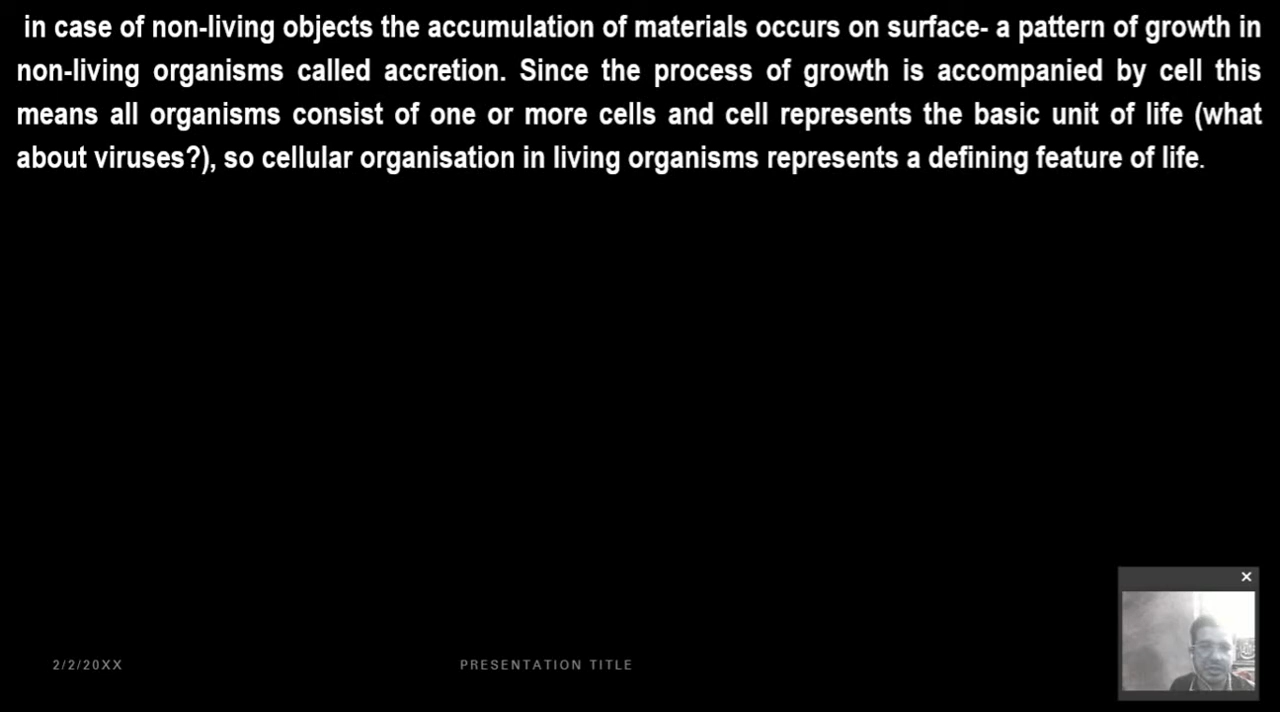 in case of non-living objects the accumulation of materials occurs on surface- a pattern of growth in
non-living organisms called accretion. Since the process of growth is accompanied by cell this
means all organisms consist of one or more cells and cell represents the basic unit of life (what
about viruses?), so cellular organisation in living organisms represents a defining feature of life.
2/2/20XX
PRESENTATION TITLE